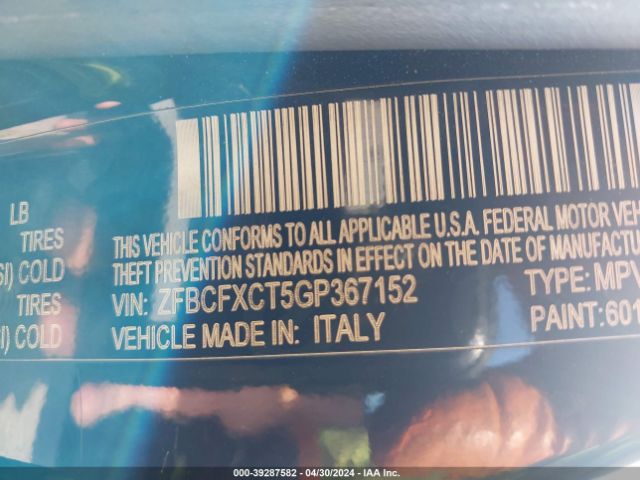 LB
TIRES
SI) COLD
TIRES
SI) COLD
THIS VEHICLE CONFORMS TO ALL APPLICABLE U.S.A. FEDERAL MOTOR
THEFT PREVENTION STANDARDS IN EFFECT ON THE DATE OF
VIN: ZFBCFXCT5GP367152 TYPE: MPV
VEHICLE MADE IN: ITALY PAINT: 601
000-39287582 - 04/30/2024 - IAA Inc.